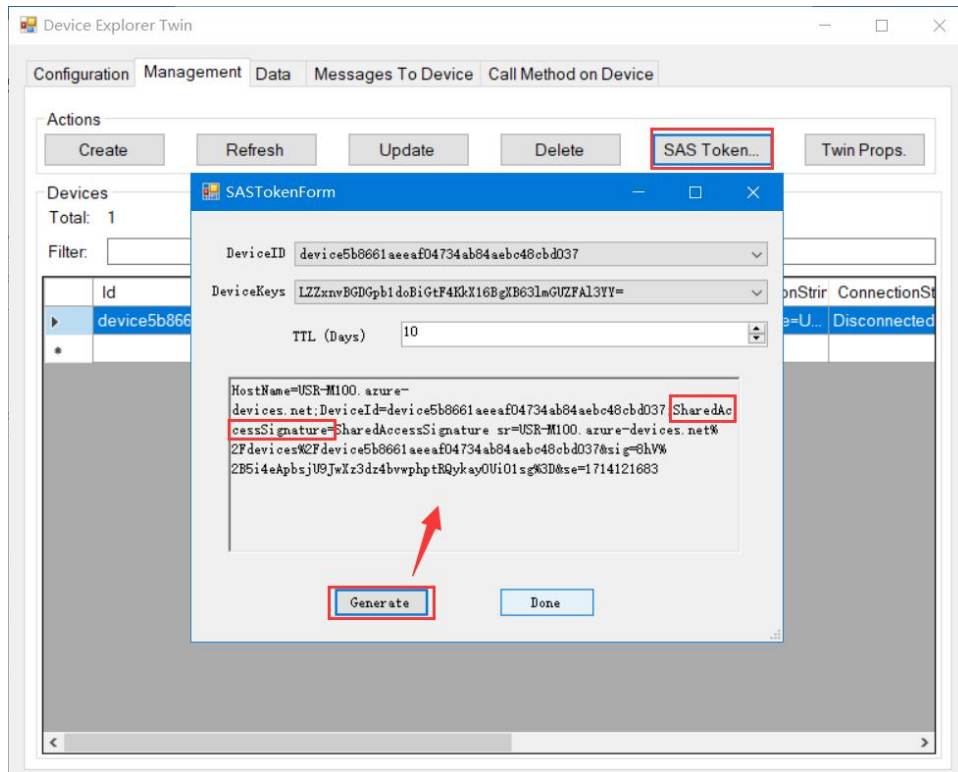 Device Explorer Twin
Configuration Management Data Messages To Device Call Method on Device
Actions
Create Refresh Update Delete SAS Token... Twin Props.
Devices
Total: 1
Filter:
SASTokenForm
DeviceID device5b8661aeeaf04734ab84aebc48cbd037
DeviceKeys LZZxnvBGDGpb1doBiGtF4KkX16BgXB63lmGUZFAl3YY=
TTL (Days) 10
Id onStrin ConnectionSt
device5b866 e=U... Disconnected
HostName=USR-M100.azure-
devices.net;DeviceId=device5b8661aeeaf04734ab84aebc48cbd037;SharedAc
cessSignature=SharedAccessSignature sr=USR-M100.azure-devices.net%
2Fdevices%2Fdevice5b8661aeeaf04734ab84aebc48cbd037&sig=8hV%
2B5i4eApbsjU9JwXz3dz4bvwphptRQykay0Ui01sg%3D&se=1714121683
Generate Done